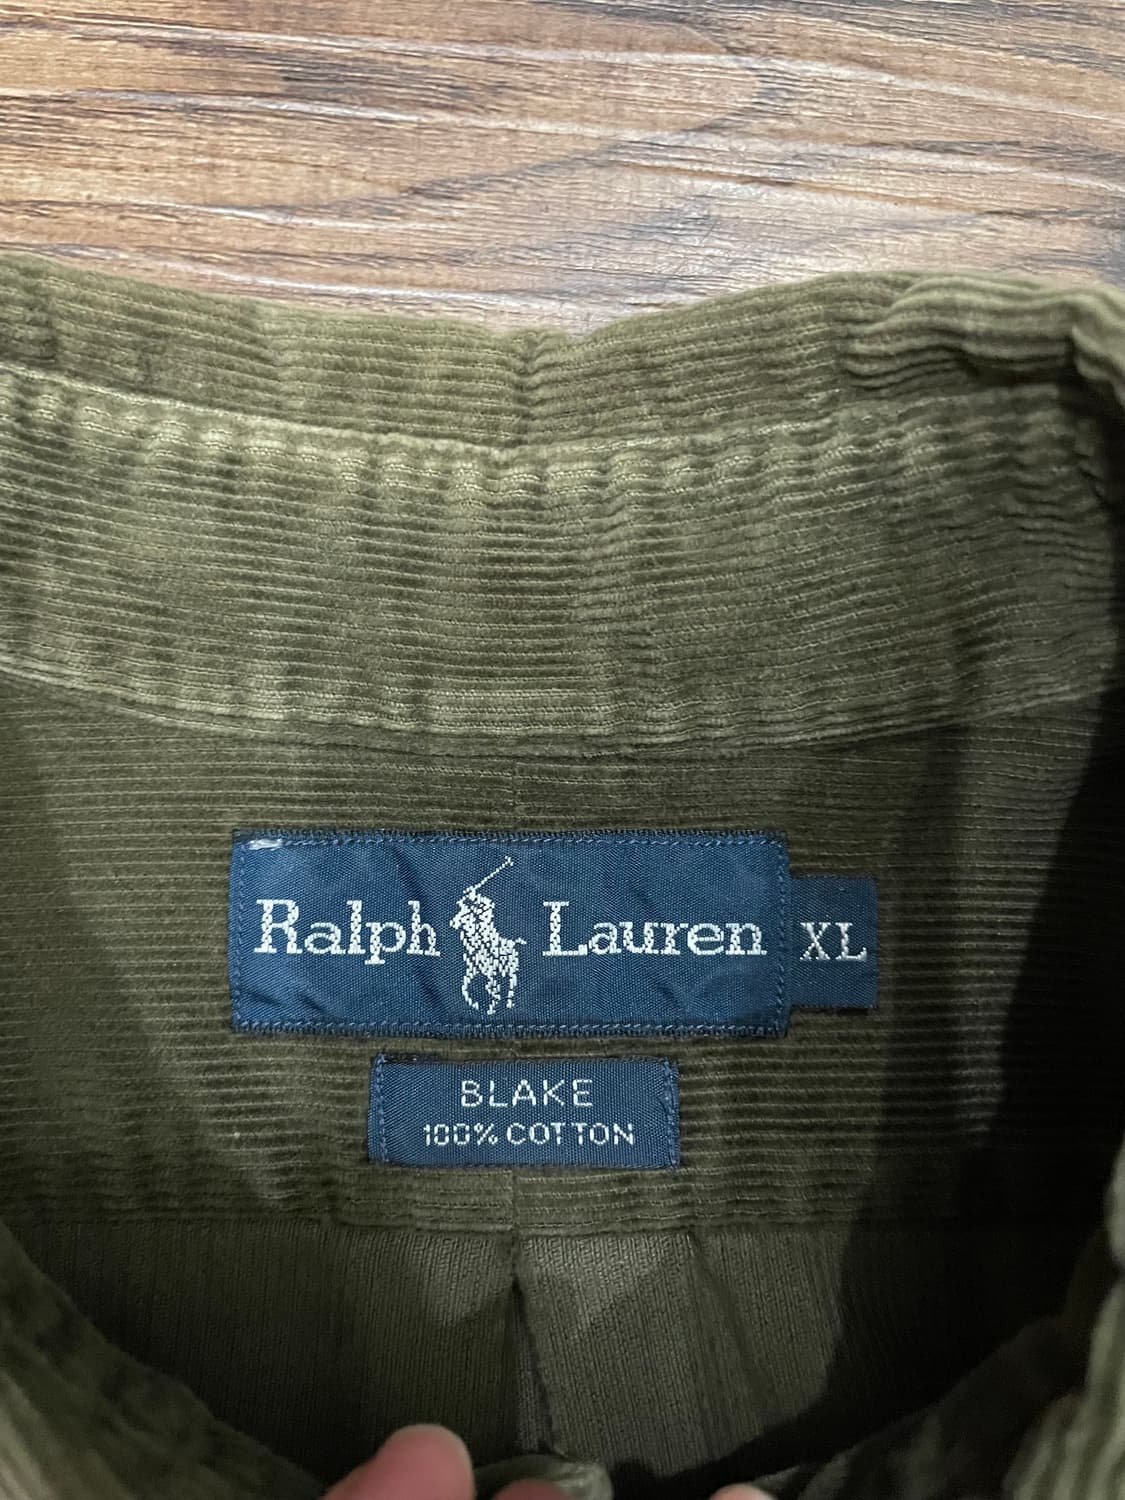 Ralph Lauren XL
BLAKE
100% COTTON